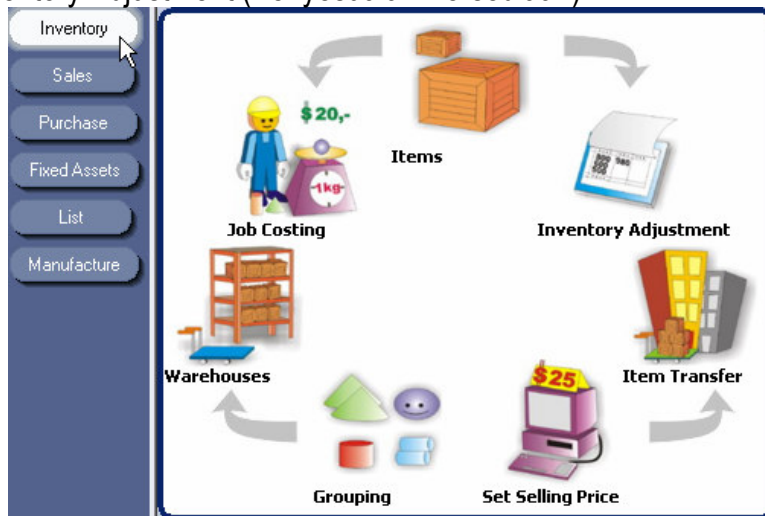 Inventory
Sales
Purchase
Fixed Assets
List
Manufacture
$20,-
Items
1kg
Job Costing
Inventory Adjustment
Warehouses
Item Transfer
$25
Grouping
Set Selling Price